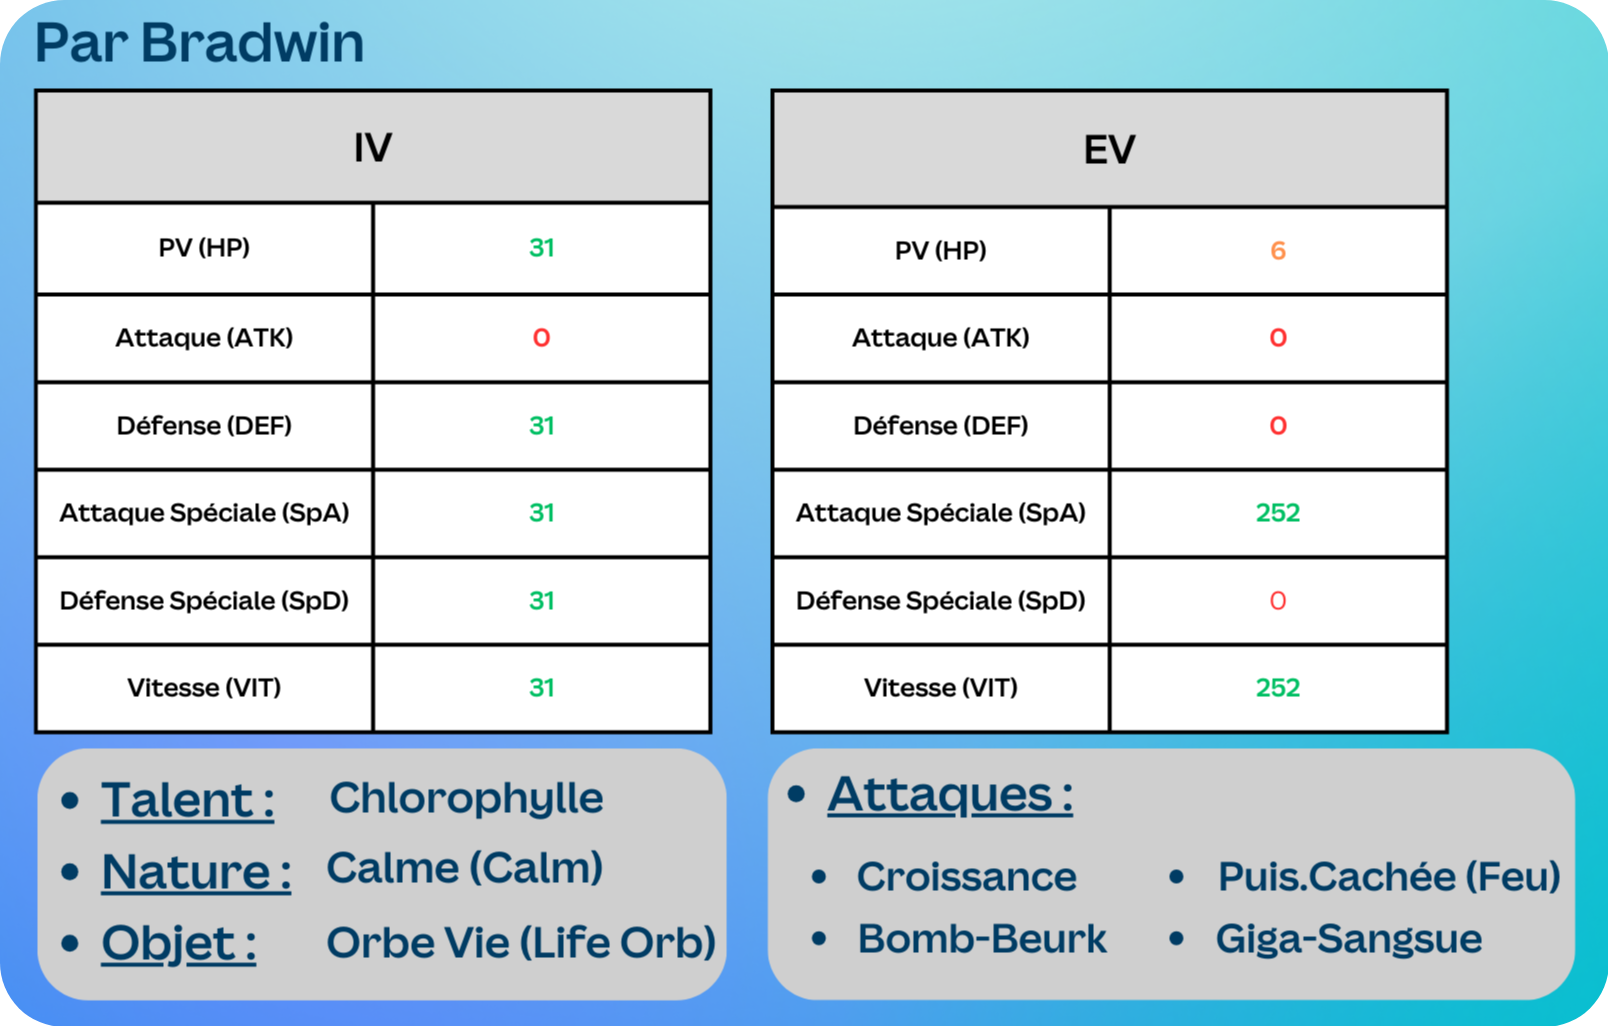 Par Bradwin
IV
PV (HP) 31
Attaque (ATK) 0
Défense (DEF) 31
Attaque Spéciale (SpA) 31
Défense Spéciale (SpD) 31
Vitesse (VIT) 31
EV
PV (HP) 6
Attaque (ATK) 0
Défense (DEF) 0
Attaque Spéciale (SpA) 252
Défense Spéciale (SpD) 0
Vitesse (VIT) 252
• Talent : Chlorophylle
• Nature : Calme (Calm)
• Objet : Orbe Vie (Life Orb)
• Attaques :
• Croissance
• Bomb-Beurk
• Puis.Cachée (Feu)
• Giga-Sangsue